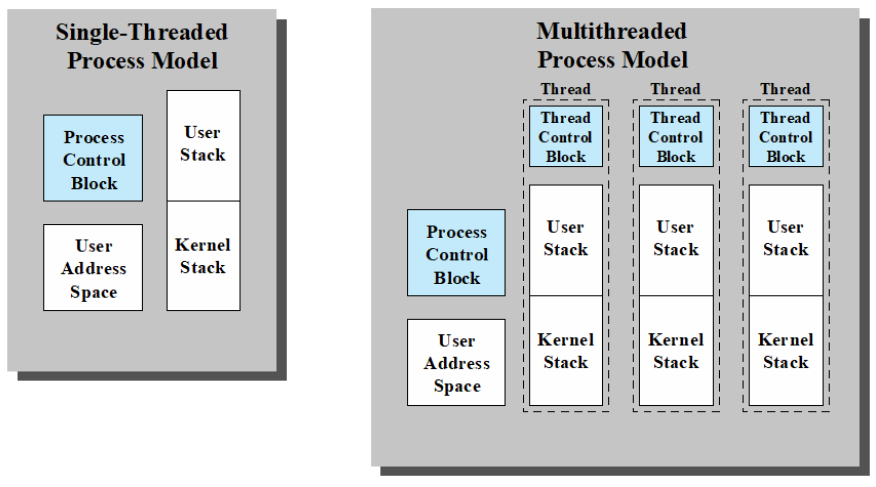 Single-Threaded
Process Model
Process
Control
Block
User
Stack
User
Address
Space
Kernel
Stack
Multithreaded
Process Model
Thread
Thread
Thread
Thread
Control
Block
Thread
Control
Block
Thread
Control
Block
Process
Control
Block
User
Stack
User
Stack
User
Stack
User
Address
Space
Kernel
Stack
Kernel
Stack
Kernel
Stack